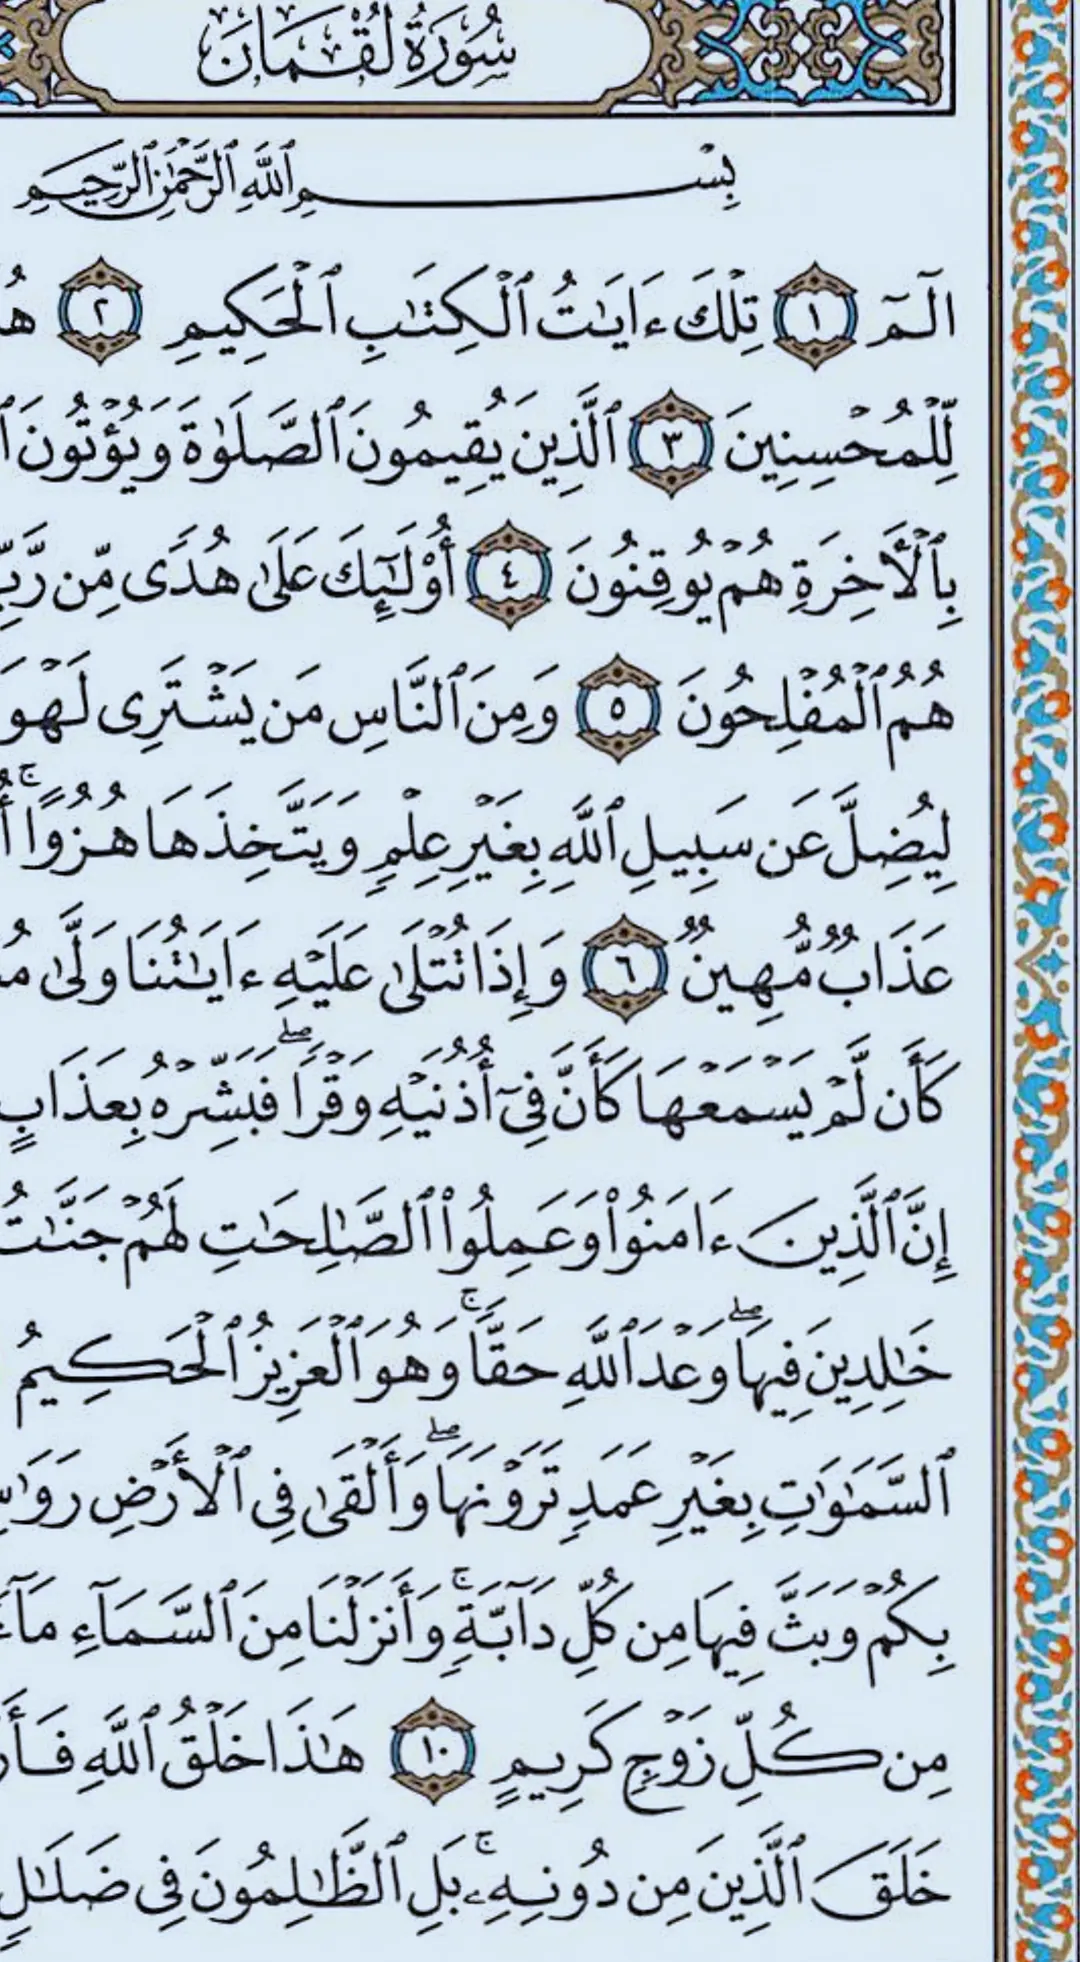 سُورَةُ لُقْمَانَ
بِسْمِ ٱللَّهِ ٱلرَّحْمَٰنِ ٱلرَّحِيمِ
الٓمٓ ١ تِلْكَ ءَايَٰتُ ٱلْكِتَٰبِ ٱلْحَكِيمِ ٢
لِّلْمُحْسِنِينَ ٣ ٱلَّذِينَ يُقِيمُونَ ٱلصَّلَوٰةَ وَيُؤْتُونَ
بِٱلْأَخِرَةِ هُمْ يُوقِنُونَ ٤ أُوْلَٰٓئِكَ عَلَىٰ هُدًى مِّن
هُمُ ٱلْمُفْلِحُونَ ٥ وَمِنَ ٱلنَّاسِ مَن يَشْتَرِى لَهْوَ
لِيُضِلَّ عَن سَبِيلِ ٱللَّهِ بِغَيْرِ عِلْمٍ وَيَتَّخِذَهَا هُزُوًا ۚ
عَذَابٌ مُّهِينٌ ٦ وَإِذَا تُتْلَىٰ عَلَيْهِ ءَايَٰتُنَا وَلَّىٰ
كَأَن لَّمْ يَسْمَعْهَا كَأَنَّ فِىٓ أُذُنَيْهِ وَقْرًا ۖ فَبَشِّرْهُ بِعَذَابٍ
إِنَّ ٱلَّذِينَ ءَامَنُوا۟ وَعَمِلُوا۟ ٱلصَّٰلِحَٰتِ لَهُمْ جَنَّٰتُ
خَٰلِدِينَ فِيهَا ۖ وَعْدَ ٱللَّهِ حَقًّا ۚ وَهُوَ ٱلْعَزِيزُ ٱلْحَكِيمُ
ٱلسَّمَٰوَٰتِ بِغَيْرِ عَمَدٍ تَرَوْنَهَا ۖ وَأَلْقَىٰ فِى ٱلْأَرْضِ
بِكُمْ وَبَثَّ فِيهَا مِن كُلِّ دَآبَّةٍ ۚ وَأَنزَلْنَا مِنَ ٱلسَّمَآءِ
مِن كُلِّ زَوْجٍ كَرِيمٍ ١٠ هَٰذَا خَلْقُ ٱللَّهِ
خَلَقَ ٱلَّذِينَ مِن دُونِهِۦ ۚ بَلِ ٱلظَّٰلِمُونَ فِى ضَلَٰلٍ